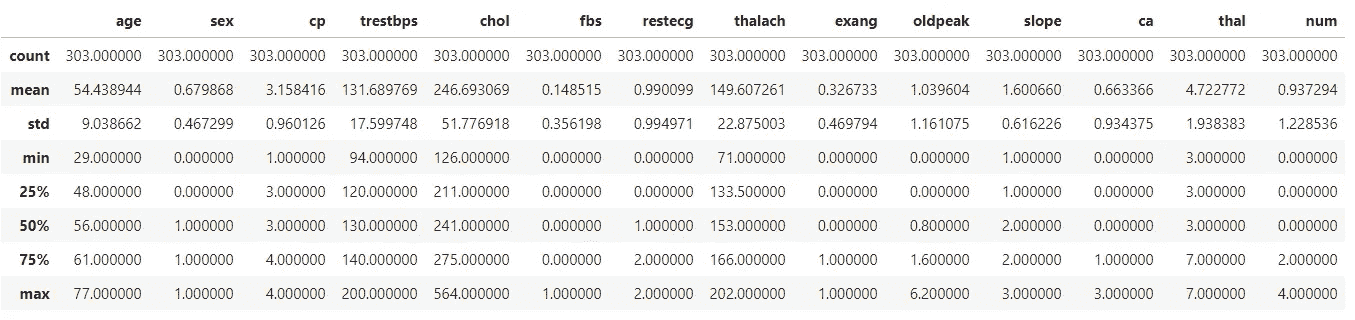 age sex cp trestbps chol fbs restecg thalach exang oldpeak slope ca thal num
count 303.000000 303.000000 303.000000 303.000000 303.000000 303.000000 303.000000 303.000000 303.000000 303.000000 303.000000 303.000000 303.000000 303.000000
mean 54.438944 0.679868 3.158416 131.689769 246.693069 0.148515 0.990099 149.607261 0.326733 1.039604 1.600660 0.663366 4.722772 0.937294
std 9.038662 0.467299 0.960126 17.599748 51.776918 0.356198 0.994971 22.875003 0.469794 1.161075 0.616226 0.934375 1.938383 1.228536
min 29.000000 0.000000 1.000000 94.000000 126.000000 0.000000 0.000000 71.000000 0.000000 0.000000 1.000000 0.000000 3.000000 0.000000
25% 48.000000 0.000000 3.000000 120.000000 211.000000 0.000000 0.000000 133.500000 0.000000 0.000000 1.000000 0.000000 3.000000 0.000000
50% 56.000000 1.000000 3.000000 130.000000 241.000000 0.000000 1.000000 153.000000 0.000000 0.800000 2.000000 0.000000 3.000000 0.000000
75% 61.000000 1.000000 4.000000 140.000000 275.000000 0.000000 2.000000 166.000000 1.000000 1.600000 2.000000 1.000000 7.000000 2.000000
max 77.000000 1.000000 4.000000 200.000000 564.000000 1.000000 2.000000 202.000000 1.000000 6.200000 3.000000 3.000000 7.000000 4.000000